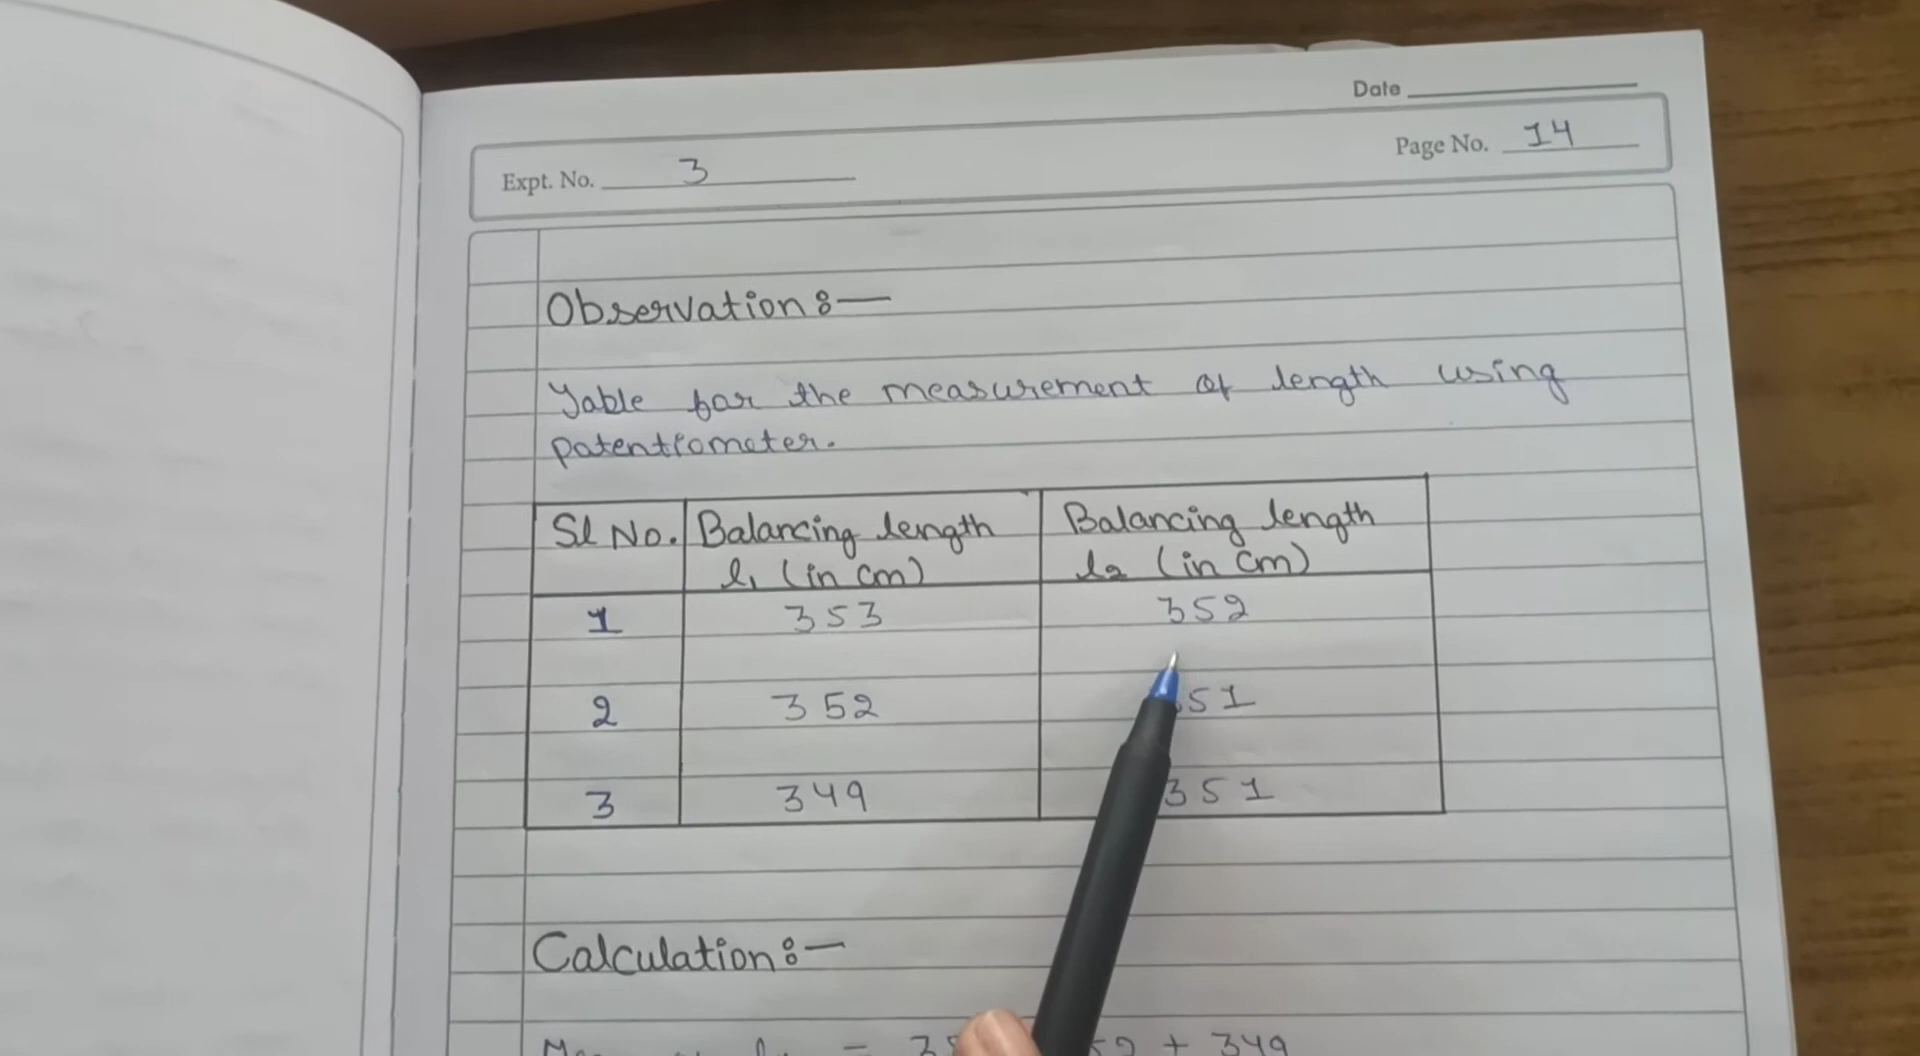 Date
Expt. No. 3
Page No. 14
Observation :—
Table for the measurement of length using
potentiometer.
Sl No. Balancing length l₁ (in cm) Balancing length l₂ (in cm)
1 353 352
2 352 51
3 349 351
Calculation :—
= + 349